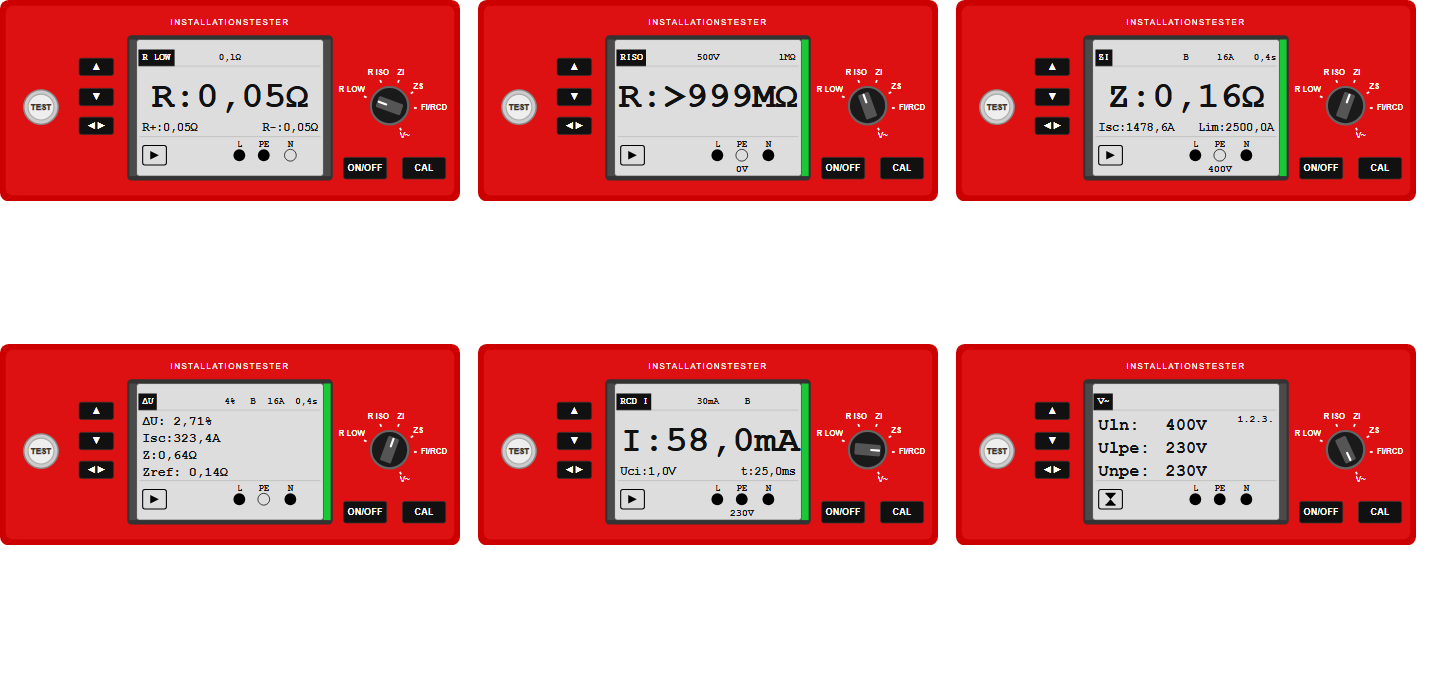 INSTALLATIONSTESTER
R LOW 0,1Ω
R:0,05Ω
R+:0,05Ω R-:0,05Ω
L PE N
TEST
R LOW R ISO ZI ZS FI/RCD V~
ON/OFF CAL
INSTALLATIONSTESTER
RISO 500V 1MΩ
R:>999MΩ
L PE N
0V
TEST
R LOW R ISO ZI ZS FI/RCD V~
ON/OFF CAL
INSTALLATIONSTESTER
ZI B 16A 0,4s
Z:0,16Ω
Isc:1478,6A Lim:2500,0A
L PE N
400V
TEST
R LOW R ISO ZI ZS FI/RCD V~
ON/OFF CAL
INSTALLATIONSTESTER
ΔU 4% B 16A 0,4s
ΔU: 2,71%
Isc:323,4A
Z:0,64Ω
Zref: 0,14Ω
L PE N
TEST
R LOW R ISO ZI ZS FI/RCD V~
ON/OFF CAL
INSTALLATIONSTESTER
RCD I 30mA B
I:58,0mA
Uci:1,0V t:25,0ms
L PE N
230V
TEST
R LOW R ISO ZI ZS FI/RCD V~
ON/OFF CAL
INSTALLATIONSTESTER
V~
1.2.3.
Uln: 400V
Ulpe: 230V
Unpe: 230V
L PE N
TEST
R LOW R ISO ZI ZS FI/RCD V~
ON/OFF CAL